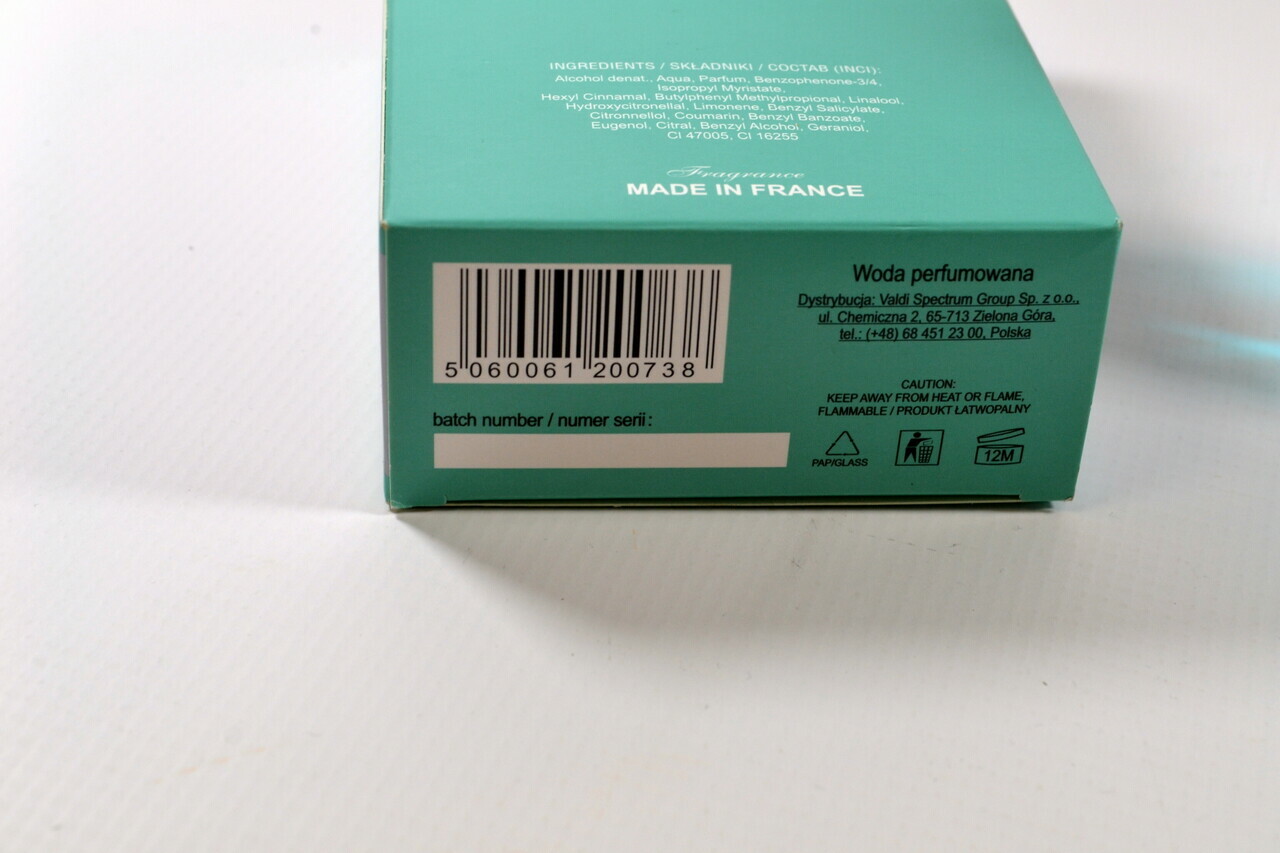 INGREDIENTS / SKŁADNIKI / COCTAB (INCI):
Alcohol denat., Aqua, Parfum, Benzophenone-3/4,
Isopropyl Myristate,
Hexyl Cinnamal, Butylphenyl Methylpropional, Linalool,
Hydroxycitronellal, Limonene, Benzyl Salicylate,
Citronnellol, Coumarin, Benzyl Banzoate,
Eugenol, Citral, Benzyl Alcohol, Geraniol,
CI 47005, CI 16255
Fragrance
MADE IN FRANCE
5 060061 200738
batch number / numer serii:
Woda perfumowana
Dystrybucja: Valdi Spectrum Group Sp. z o.o.,
ul. Chemiczna 2, 65-713 Zielona Góra,
tel.: (+48) 68 451 23 00, Polska
CAUTION:
KEEP AWAY FROM HEAT OR FLAME,
FLAMMABLE / PRODUKT ŁATWOPALNY
PAP/GLASS
12M